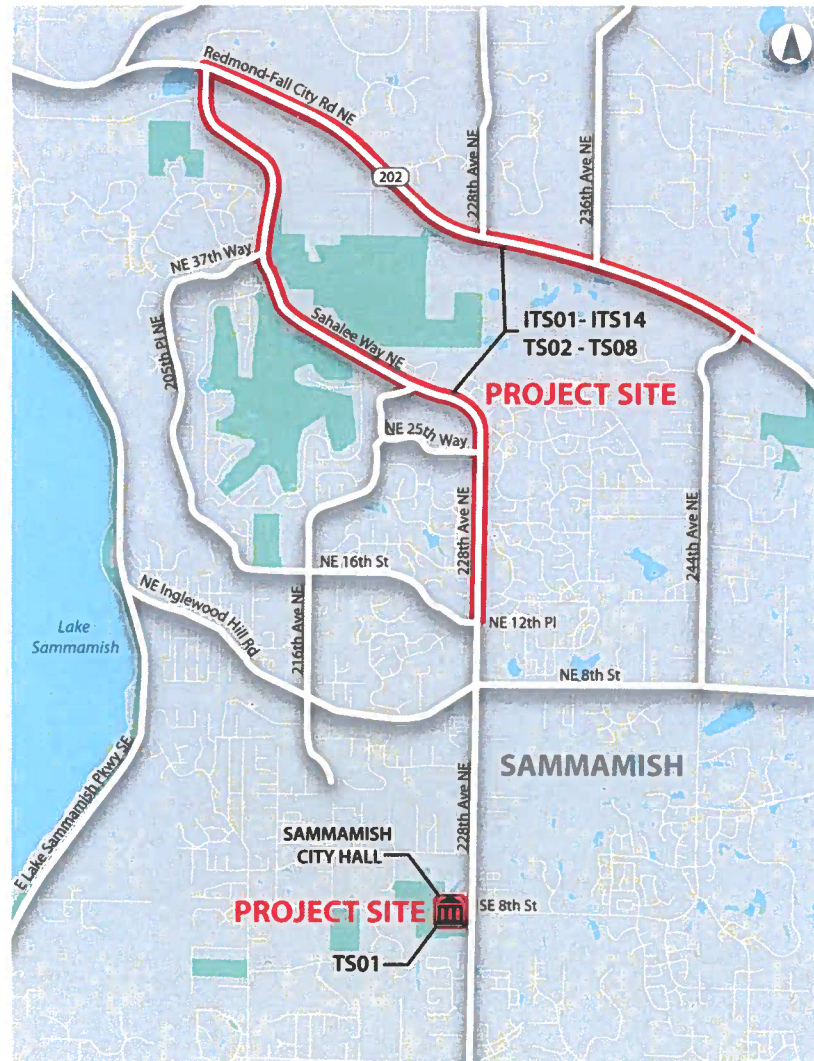 Redmond-Fall City Rd NE
202
228th Ave NE
236th Ave NE
NE 37th Way
ITS01- ITS14
TS02 - TS08
205th Pl NE
Sahalee Way NE
PROJECT SITE
NE 25th Way
228th Ave NE
244th Ave NE
NE 16th St
NE Inglewood Hill Rd
NE 12th Pl
Lake
Sammamish
216th Ave NE
NE 8th St
SAMMAMISH
E Lake Sammamish Pkwy SE
228th Ave NE
SAMMAMISH
CITY HALL
PROJECT SITE
SE 8th St
TS01